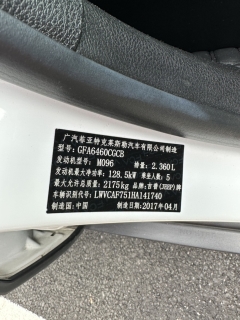 广汽菲亚特克莱斯勒汽车有限公司制造
型号: GFA6460CGCB
发动机型号: M096 排量: 2.360L
发动机最大净功率: 128.5kW 乘坐人数: 5
最大允许总质量: 2175kg 品牌: 吉普(JEEP)牌
车辆识别代号: LWVCAF751HA141740
制造国: 中国 制造年月: 2017年04月